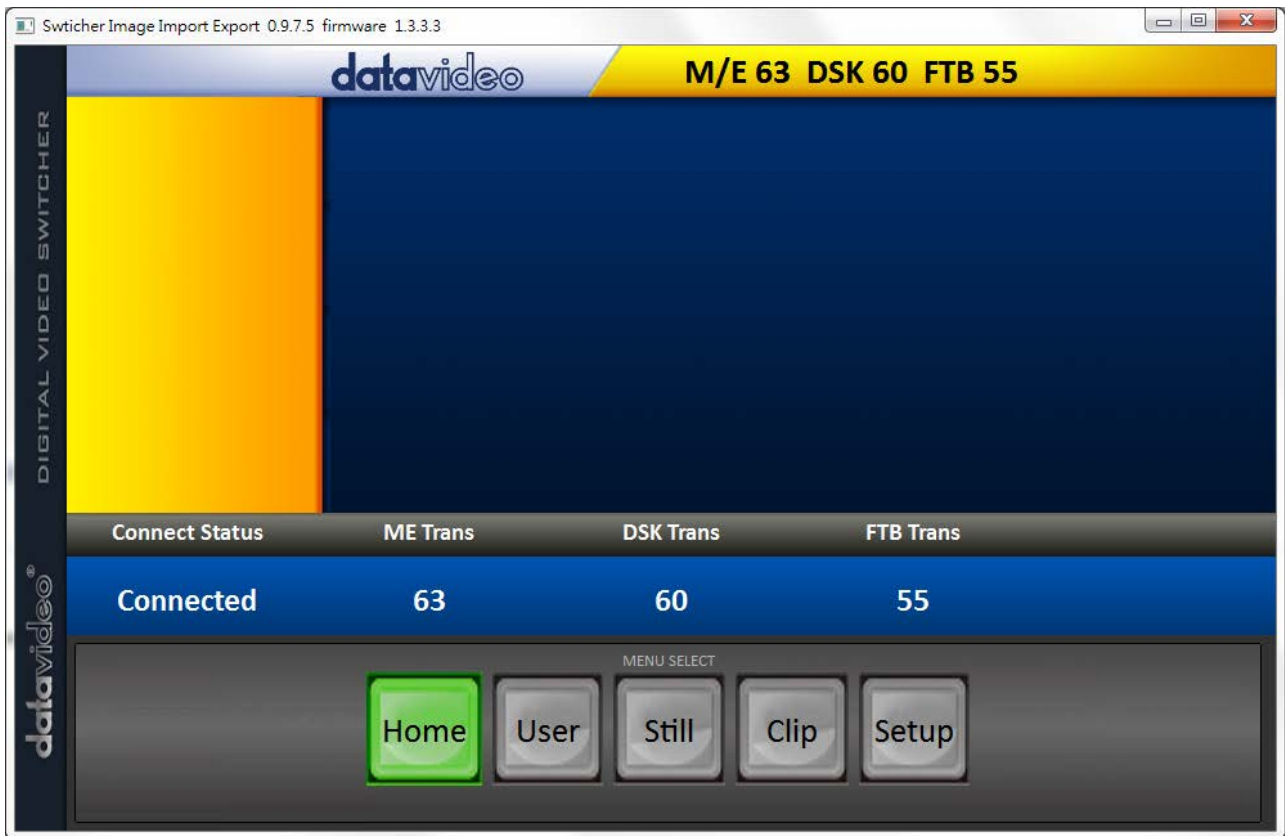 Swticher Image Import Export 0.9.7.5 firmware 1.3.3.3
datavideo
M/E 63 DSK 60 FTB 55
DIGITAL VIDEO SWITCHER
datavideo®
Connect Status ME Trans DSK Trans FTB Trans
Connected 63 60 55
MENU SELECT
Home User Still Clip Setup